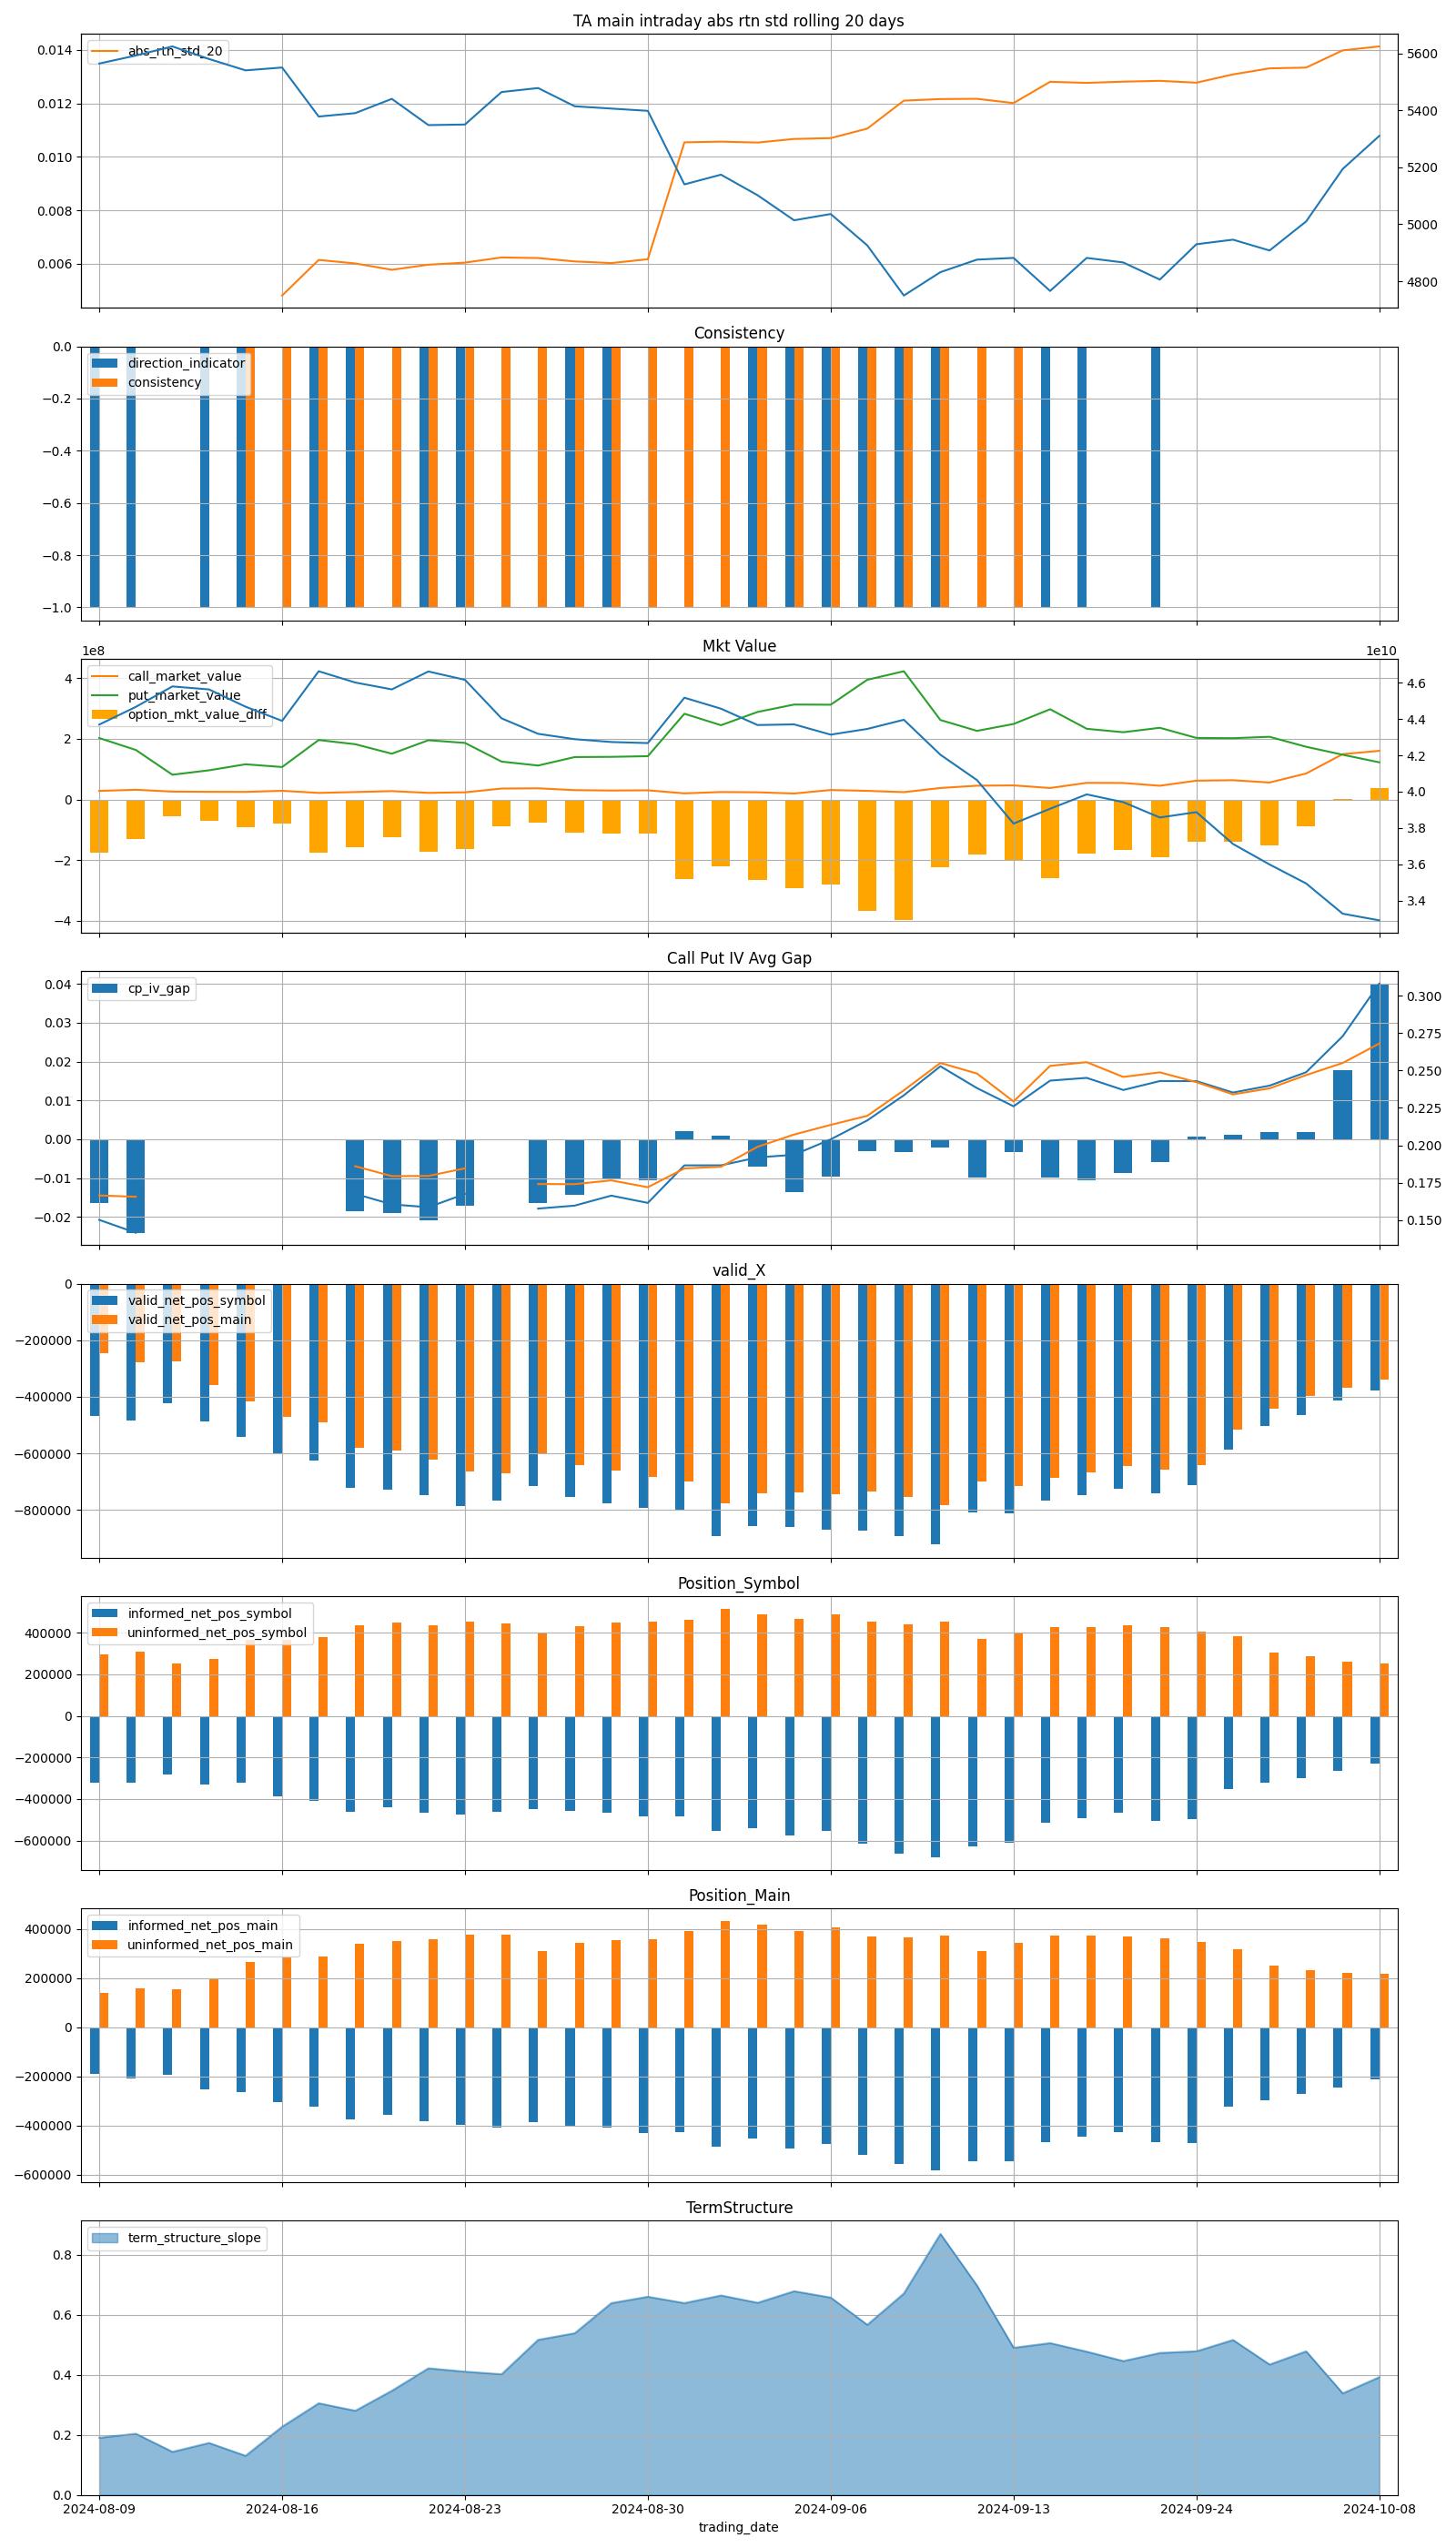 TA main intraday abs rtn std rolling 20 days
abs_rtn_std_20
0.014
0.012
0.010
0.008
0.006
5600
5400
5200
5000
4800
Consistency
direction_indicator
consistency
0.0
−0.2
−0.4
−0.6
−0.8
−1.0
Mkt Value
1e8
1e10
call_market_value
put_market_value
option_mkt_value_diff
4
2
0
−2
−4
4.6
4.4
4.2
4.0
3.8
3.6
3.4
Call Put IV Avg Gap
cp_iv_gap
0.04
0.03
0.02
0.01
0.00
−0.01
−0.02
0.300
0.275
0.250
0.225
0.200
0.175
0.150
valid_X
valid_net_pos_symbol
valid_net_pos_main
0
−200000
−400000
−600000
−800000
Position_Symbol
informed_net_pos_symbol
uninformed_net_pos_symbol
400000
200000
0
−200000
−400000
−600000
Position_Main
informed_net_pos_main
uninformed_net_pos_main
400000
200000
0
−200000
−400000
−600000
TermStructure
term_structure_slope
0.8
0.6
0.4
0.2
0.0
2024-08-09
2024-08-16
2024-08-23
2024-08-30
2024-09-06
2024-09-13
2024-09-24
2024-10-08
trading_date